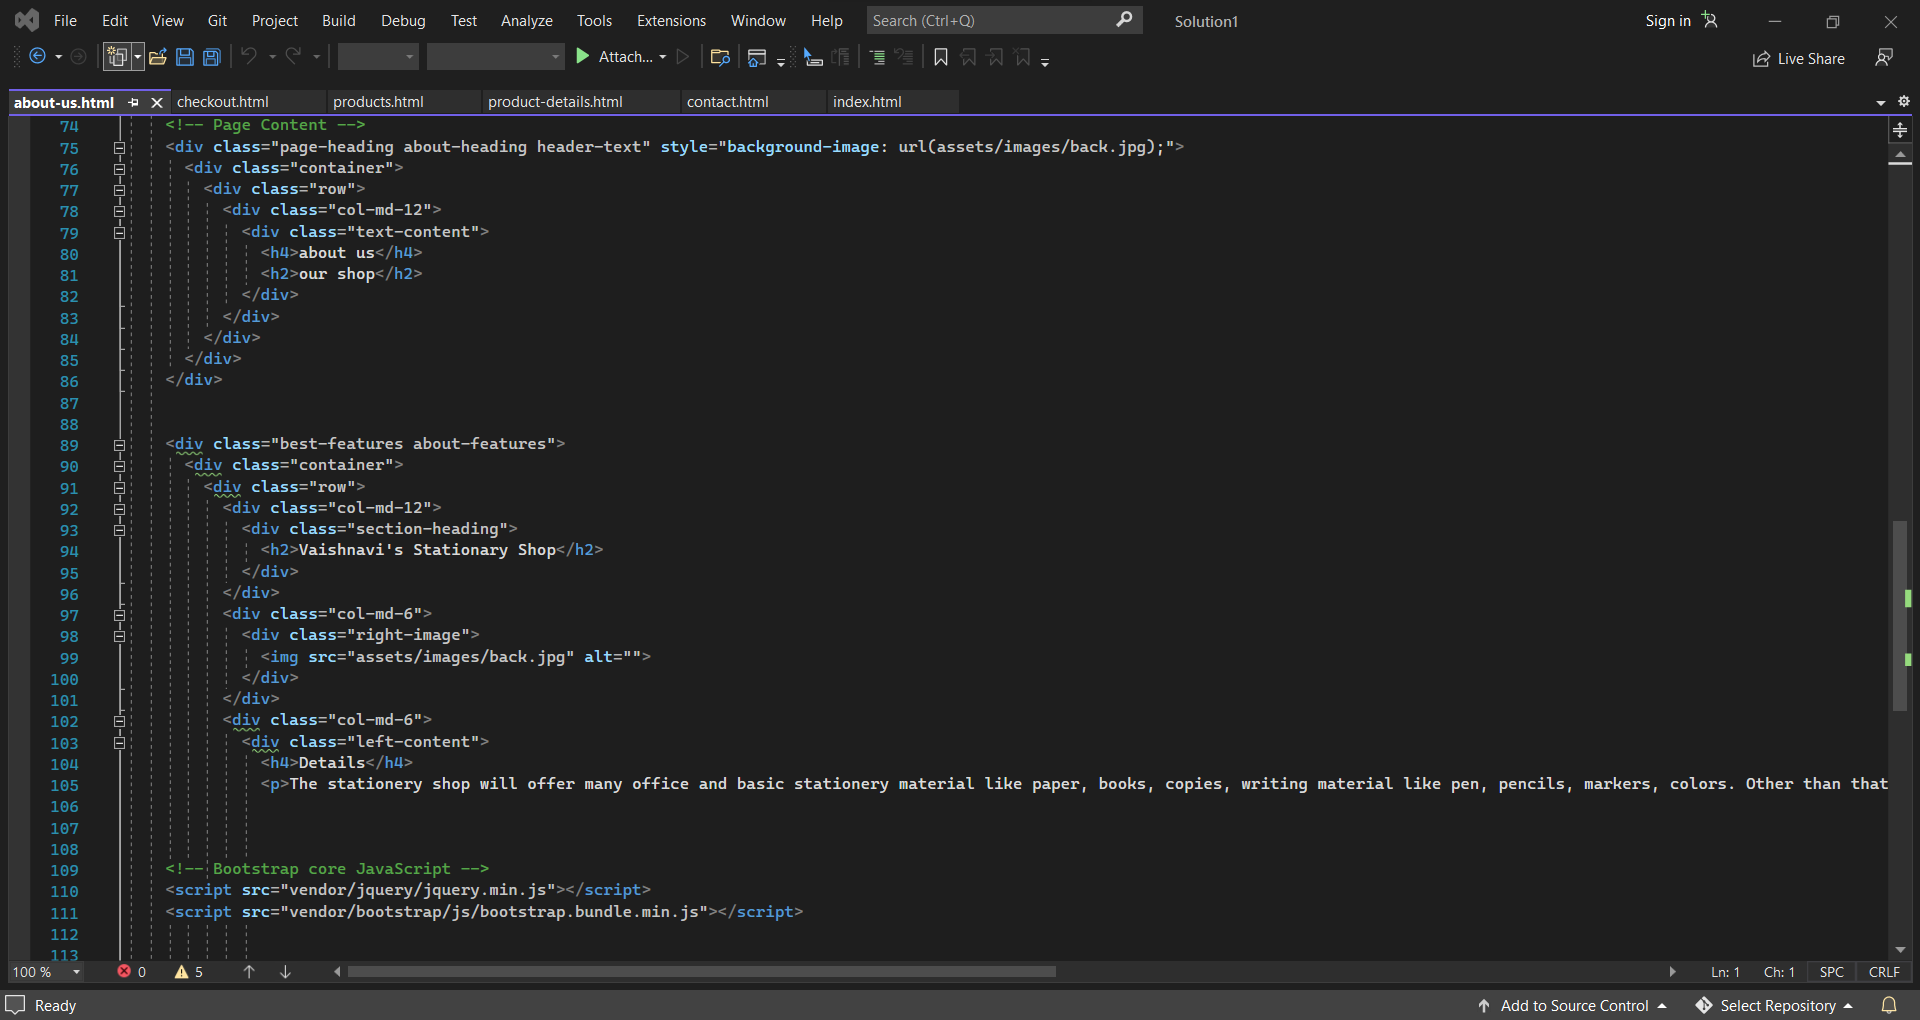 File Edit View Git Project Build Debug Test Analyze Tools Extensions Window Help Search (Ctrl+Q) Solution1 Sign in
Attach... Live Share
about-us.html checkout.html products.html product-details.html contact.html index.html
74 <!-- Page Content -->
75 <div class="page-heading about-heading header-text" style="background-image: url(assets/images/back.jpg);">
76 <div class="container">
77 <div class="row">
78 <div class="col-md-12">
79 <div class="text-content">
80 <h4>about us</h4>
81 <h2>our shop</h2>
82 </div>
83 </div>
84 </div>
85 </div>
86 </div>
87
88
89 <div class="best-features about-features">
90 <div class="container">
91 <div class="row">
92 <div class="col-md-12">
93 <div class="section-heading">
94 <h2>Vaishnavi's Stationary Shop</h2>
95 </div>
96 </div>
97 <div class="col-md-6">
98 <div class="right-image">
99 <img src="assets/images/back.jpg" alt="">
100 </div>
101 </div>
102 <div class="col-md-6">
103 <div class="left-content">
104 <h4>Details</h4>
105 <p>The stationery shop will offer many office and basic stationery material like paper, books, copies, writing material like pen, pencils, markers, colors. Other than that
106
107
108
109 <!-- Bootstrap core JavaScript -->
110 <script src="vendor/jquery/jquery.min.js"></script>
111 <script src="vendor/bootstrap/js/bootstrap.bundle.min.js"></script>
112
113
100 % 0 5 Ln: 1 Ch: 1 SPC CRLF
Ready Add to Source Control Select Repository